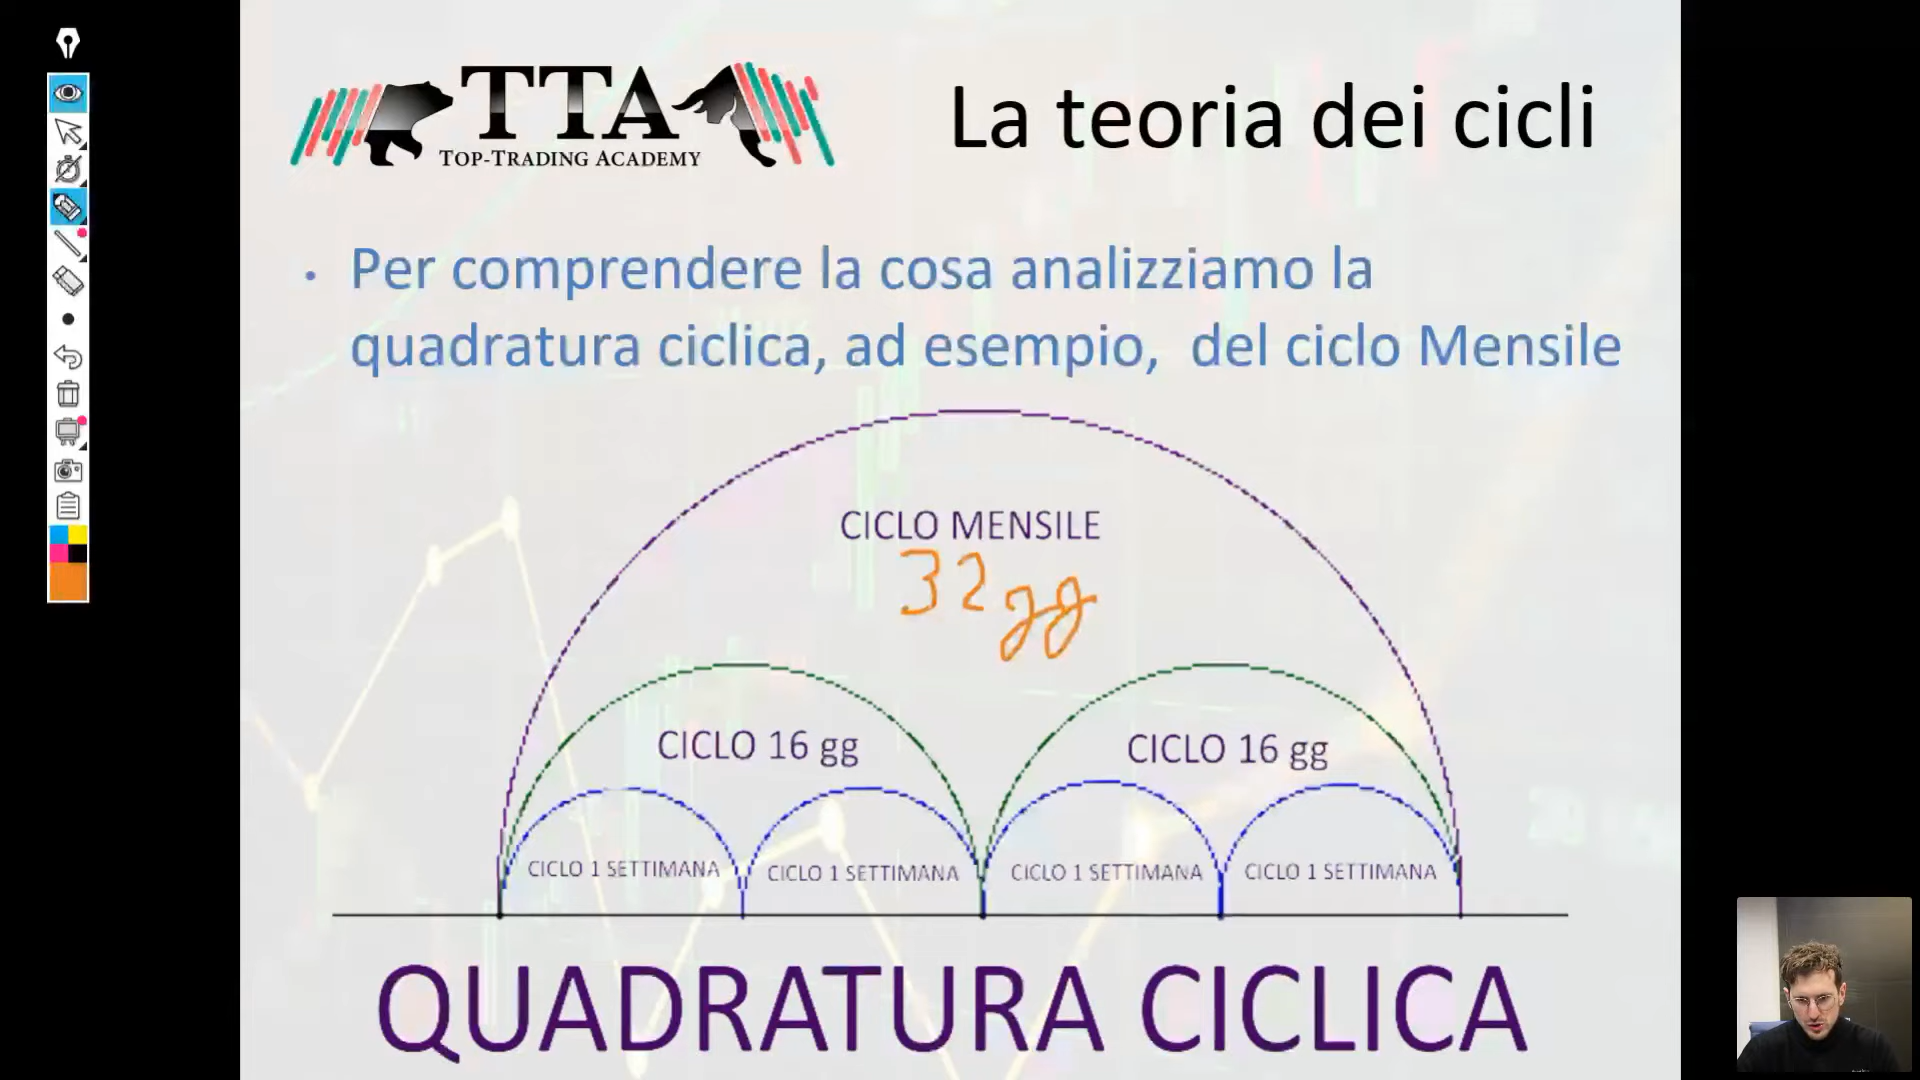 TTA
TOP-TRADING ACADEMY
La teoria dei cicli
• Per comprendere la cosa analizziamo la
quadratura ciclica, ad esempio, del ciclo Mensile
CICLO MENSILE
32 gg
CICLO 16 gg
CICLO 16 gg
CICLO 1 SETTIMANA
CICLO 1 SETTIMANA
CICLO 1 SETTIMANA
CICLO 1 SETTIMANA
QUADRATURA CICLICA